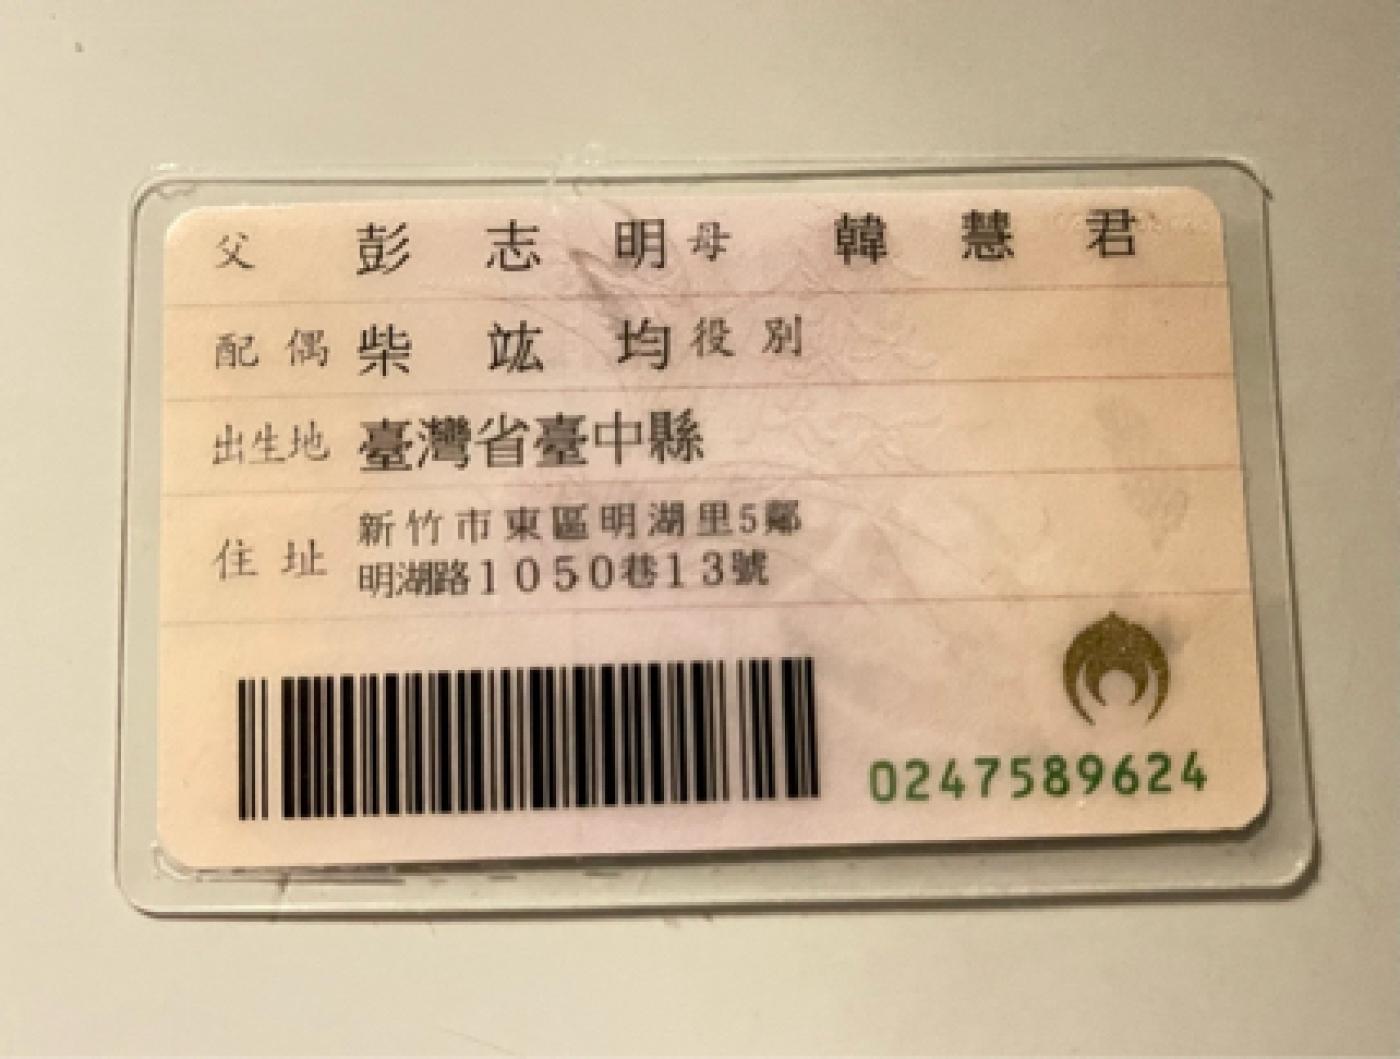 父 彭志明 母 韓慧君
配偶 柴竑均 役別
出生地 臺灣省臺中縣
住址 新竹市東區明湖里5鄰
明湖路1050巷13號
0247589624